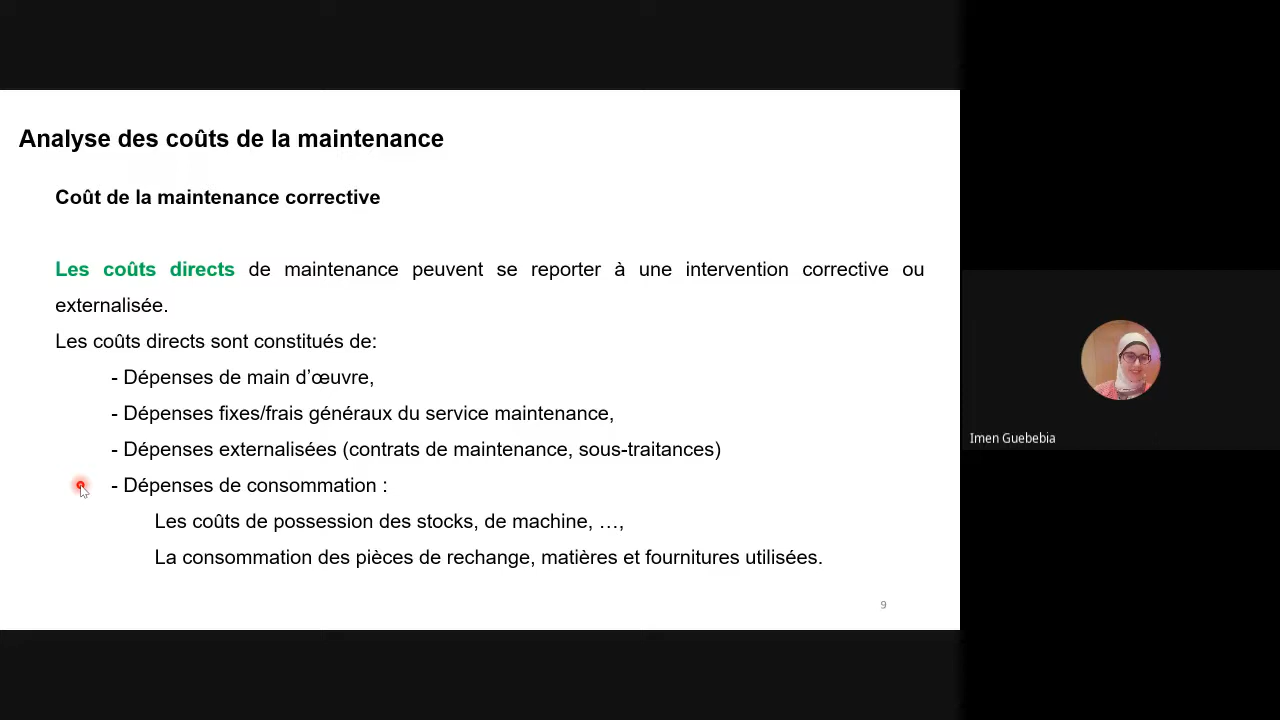 Analyse des coûts de la maintenance
Coût de la maintenance corrective
Les coûts directs de maintenance peuvent se reporter à une intervention corrective ou
externalisée.
Les coûts directs sont constitués de:
- Dépenses de main d’œuvre,
- Dépenses fixes/frais généraux du service maintenance,
- Dépenses externalisées (contrats de maintenance, sous-traitances)
- Dépenses de consommation :
Les coûts de possession des stocks, de machine, …,
La consommation des pièces de rechange, matières et fournitures utilisées.
9
Imen Guebebia